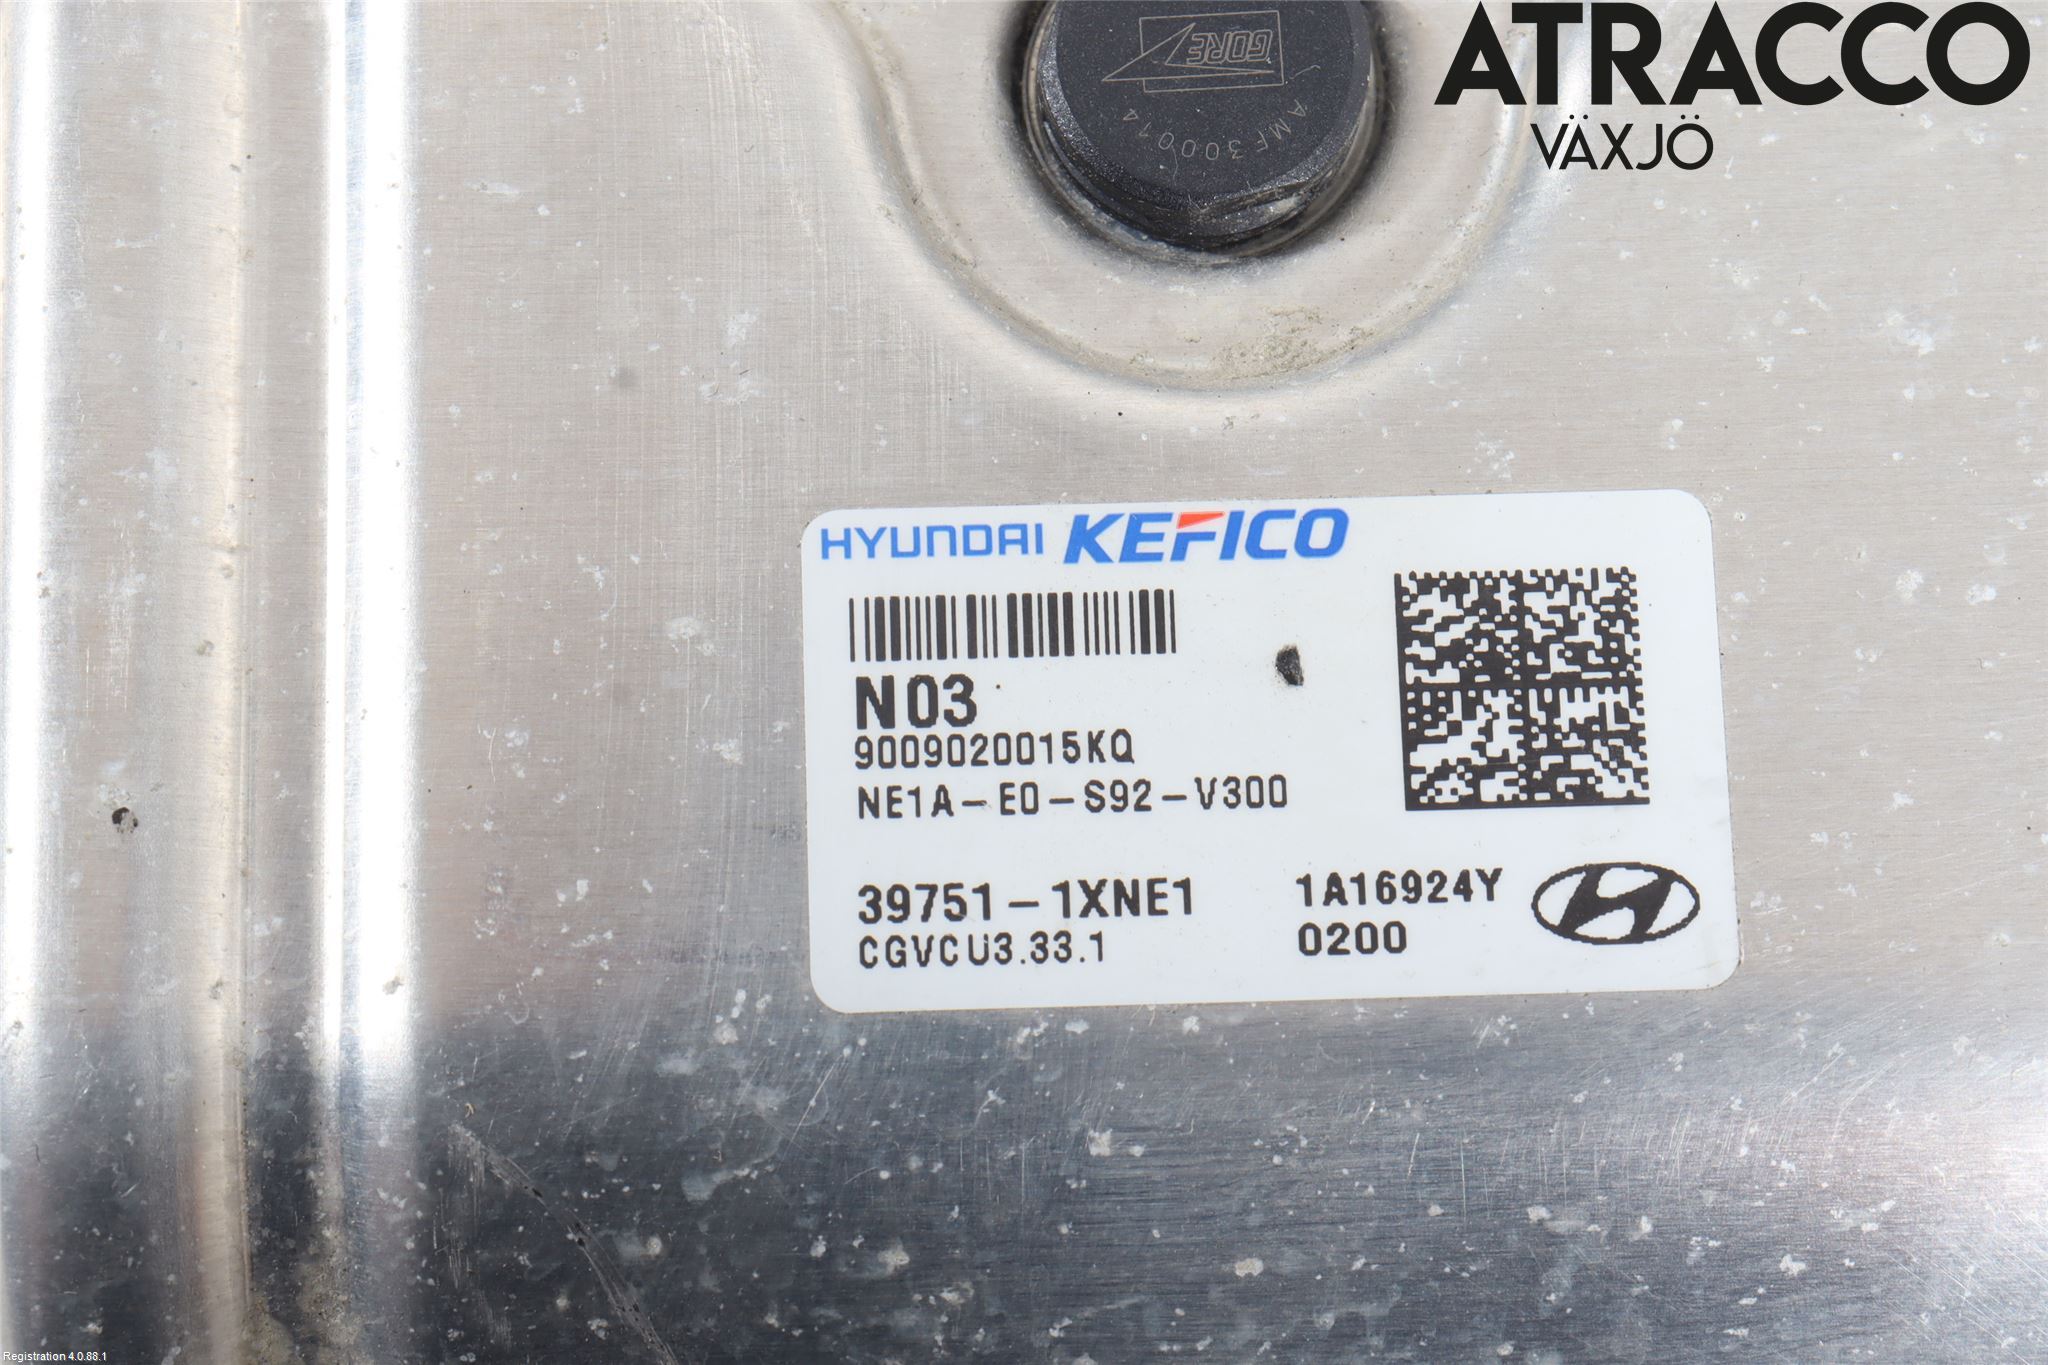 GORE
AMF300014
ATRACCO
VÄXJÖ
HYUNDAI KEFICO
N03
9009020015KQ
NE1A-E0-S92-V300
39751-1XNE1
1A16924Y
CGVCU3.33.1
0200
Registration 4.0.88.1